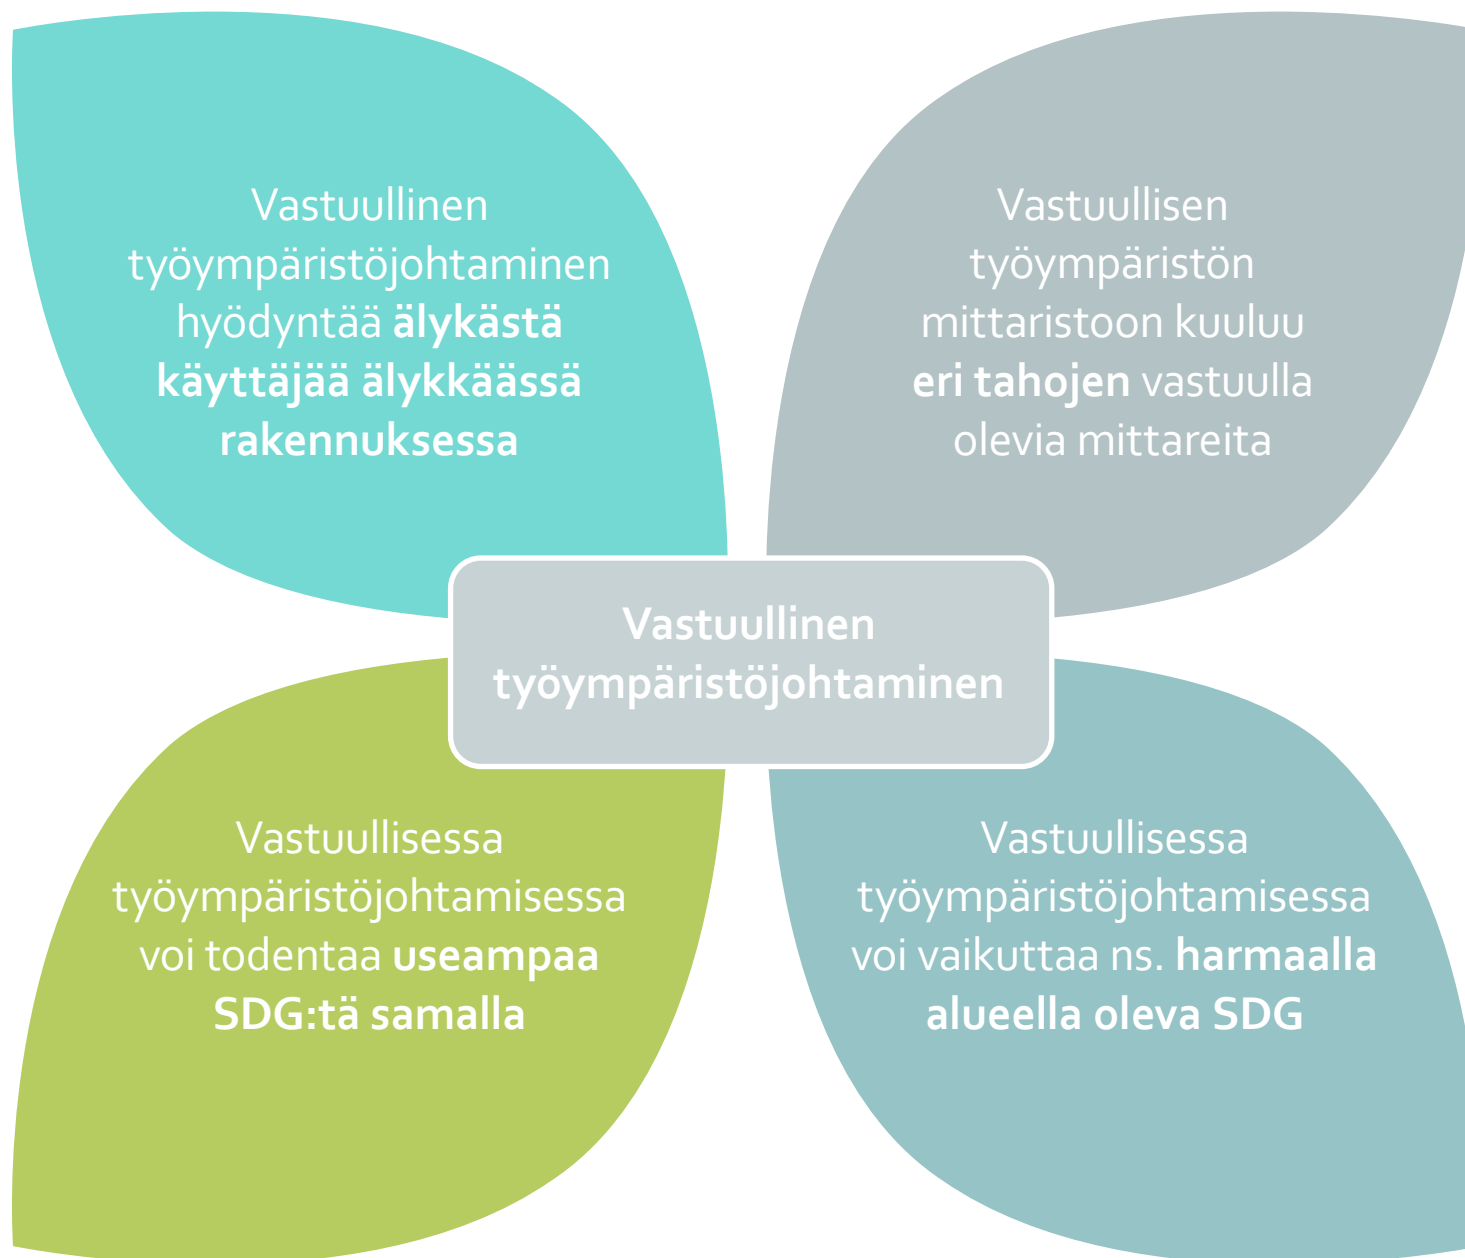 Vastuullinen
työympäristöjohtaminen
hyödyntää älykästä
käyttäjää älykkäässä
rakennuksessa
Vastuullisen
työympäristön
mittaristoon kuuluu
eri tahojen vastuulla
olevia mittareita
Vastuullinen
työympäristöjohtaminen
Vastuullisessa
työympäristöjohtamisessa
voi todentaa useampaa
SDG:tä samalla
Vastuullisessa
työympäristöjohtamisessa
voi vaikuttaa ns. harmaalla
alueella oleva SDG